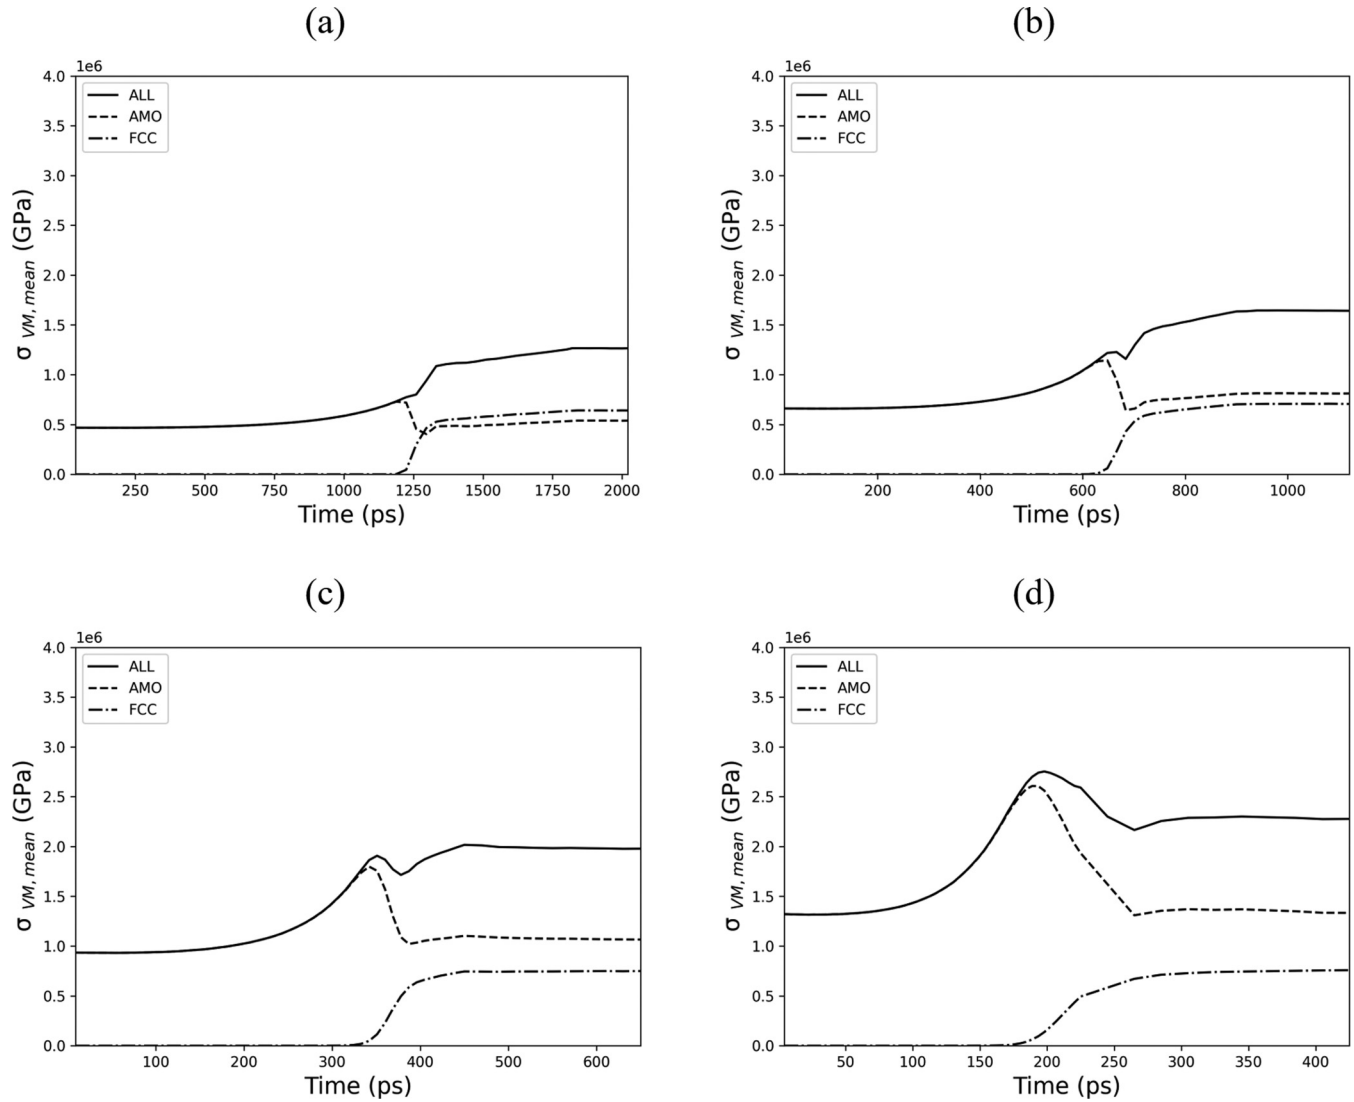 (a)
1e6
4.0
3.5
3.0
2.5
2.0
1.5
1.0
0.5
0.0
ALL
AMO
FCC
σ VM, mean (GPa)
250 500 750 1000 1250 1500 1750 2000
Time (ps)
(b)
1e6
4.0
3.5
3.0
2.5
2.0
1.5
1.0
0.5
0.0
ALL
AMO
FCC
σ VM, mean (GPa)
200 400 600 800 1000
Time (ps)
(c)
1e6
4.0
3.5
3.0
2.5
2.0
1.5
1.0
0.5
0.0
ALL
AMO
FCC
σ VM, mean (GPa)
100 200 300 400 500 600
Time (ps)
(d)
1e6
4.0
3.5
3.0
2.5
2.0
1.5
1.0
0.5
0.0
ALL
AMO
FCC
σ VM, mean (GPa)
50 100 150 200 250 300 350 400
Time (ps)